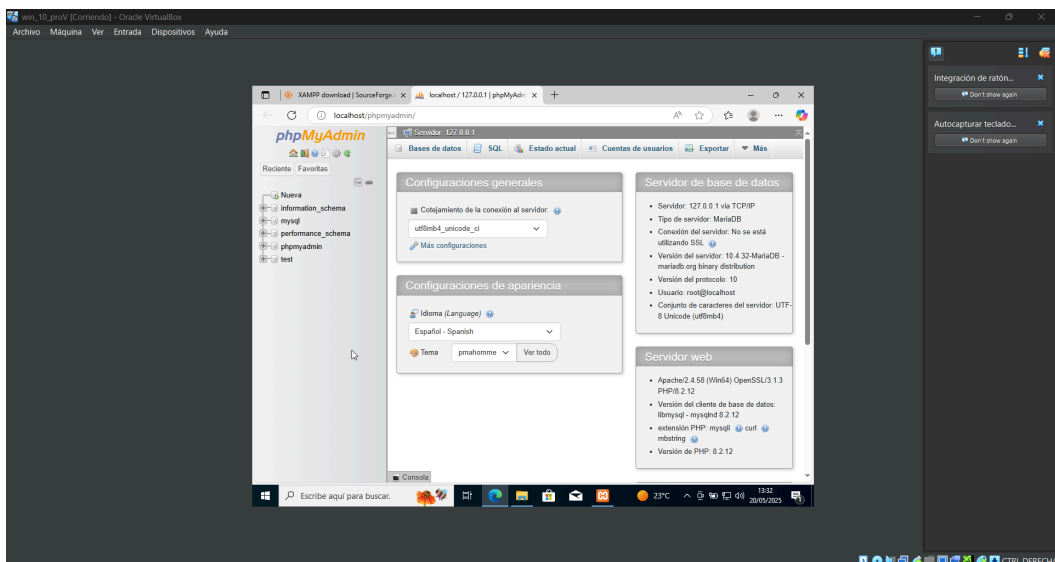 win_10_proV [Corriendo] - Oracle VirtualBox
Archivo Máquina Ver Entrada Dispositivos Ayuda
XAMPP download | SourceForge.
localhost / 127.0.0.1 | phpMyAdm
localhost/phpmyadmin/
phpMyAdmin
Reciente Favoritas
Nueva
information_schema
mysql
performance_schema
phpmyadmin
test
Servidor: 127.0.0.1
Bases de datos SQL Estado actual Cuentas de usuarios Exportar Más
Configuraciones generales
Cotejamiento de la conexión al servidor:
utf8mb4_unicode_ci
Más configuraciones
Configuraciones de apariencia
Idioma (Language)
Español - Spanish
Tema pmahomme Ver todo
Servidor de base de datos
• Servidor: 127.0.0.1 via TCP/IP
• Tipo de servidor: MariaDB
• Conexión del servidor: No se está
utilizando SSL
• Versión del servidor: 10.4.32-MariaDB -
mariadb.org binary distribution
• Versión del protocolo: 10
• Usuario: root@localhost
• Conjunto de caracteres del servidor: UTF-
8 Unicode (utf8mb4)
Servidor web
• Apache/2.4.58 (Win64) OpenSSL/3.1.3
PHP/8.2.12
• Versión del cliente de base de datos:
libmysql - mysqlnd 8.2.12
• extensión PHP: mysqli curl
mbstring
• Versión de PHP: 8.2.12
Consola
Escribe aquí para buscar.
23°C
13:32
20/05/2025
Integración de ratón...
Don't show again
Autocapturar teclado...
Don't show again